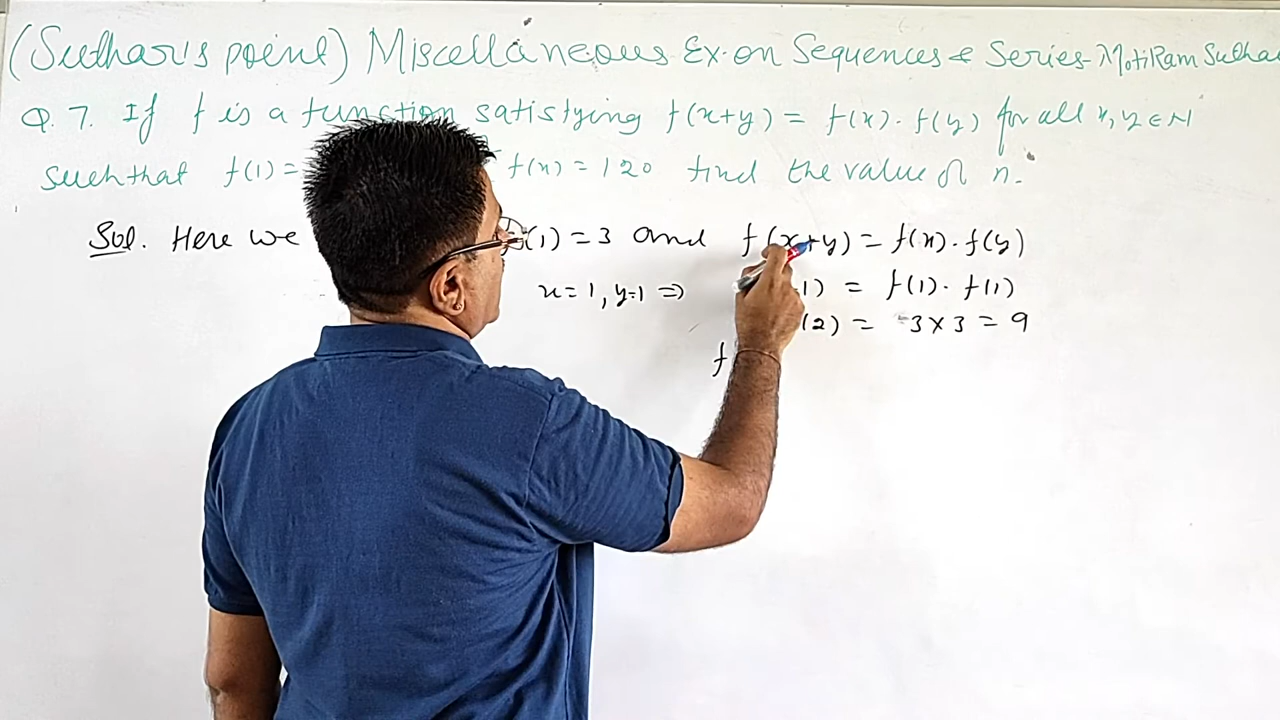 (Suthar's point) Miscellaneous Ex. on Sequences & Series - MotiRam Suthar
Q. 7. If f is a function satisfying f(x+y) = f(x). f(y) for all x, y ∈ N
such that f(1) = f(x) = 120 find the value of n.
Sol. Here we (1) = 3 and f(x+y) = f(x). f(y)
x=1, y=1 ⇒ 1) = f(1). f(1)
(2) = 3 × 3 = 9
f